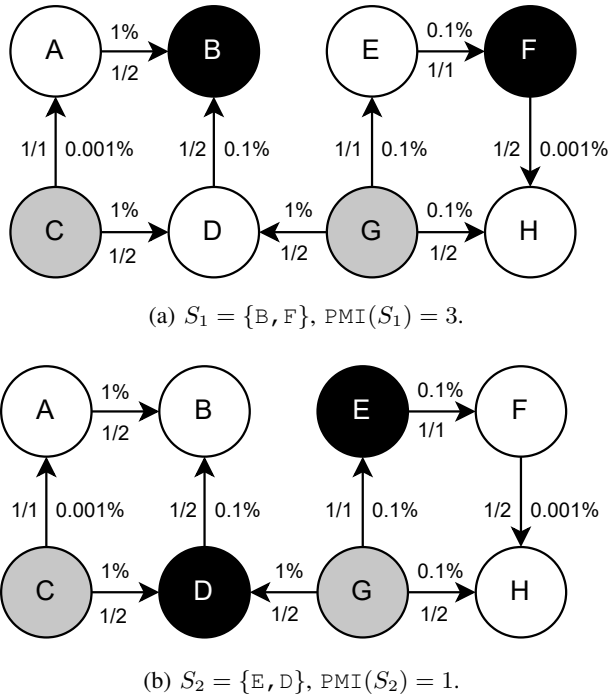 A 1% 1/2 B E 0.1% 1/1 F
1/1 0.001% 1/2 0.1% 1/1 0.1% 1/2 0.001%
C 1% 1/2 D 1% 1/2 G 0.1% 1/2 H
(a) S₁ = {B, F}, PMI(S₁) = 3.
A 1% 1/2 B E 0.1% 1/1 F
1/1 0.001% 1/2 0.1% 1/1 0.1% 1/2 0.001%
C 1% 1/2 D 1% 1/2 G 0.1% 1/2 H
(b) S₂ = {E, D}, PMI(S₂) = 1.